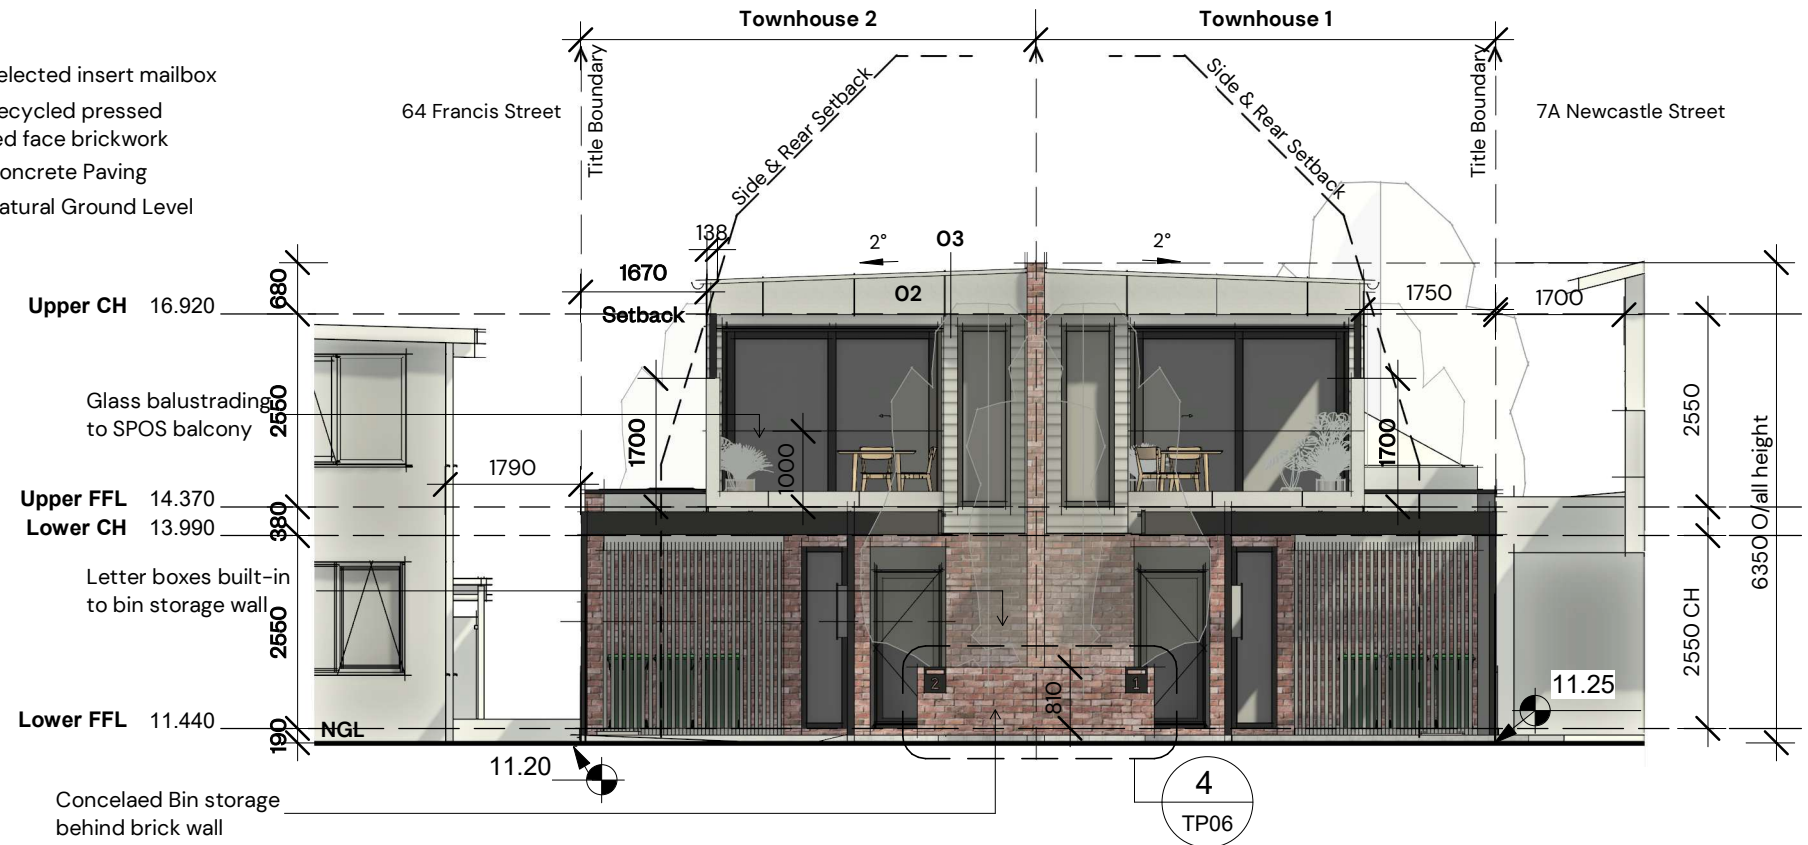 Townhouse 2
Townhouse 1
elected insert mailbox
ecycled pressed
ed face brickwork
oncrete Paving
atural Ground Level
64 Francis Street
Title Boundary
Side & Rear Setback
Side & Rear Setback
Title Boundary
7A Newcastle Street
138
2°
03
2°
680
1670
Setback
02
1750
1700
Upper CH 16.920
Glass balustrading
to SPOS balcony
2550
1700
1000
1700
2550
6350 O/all height
1790
Upper FFL 14.370
380
Lower CH 13.990
Letter boxes built-in
to bin storage wall
2550
2550 CH
2
1
810
11.25
Lower FFL 11.440
190
NGL
11.20
4
TP06
Concelaed Bin storage
behind brick wall